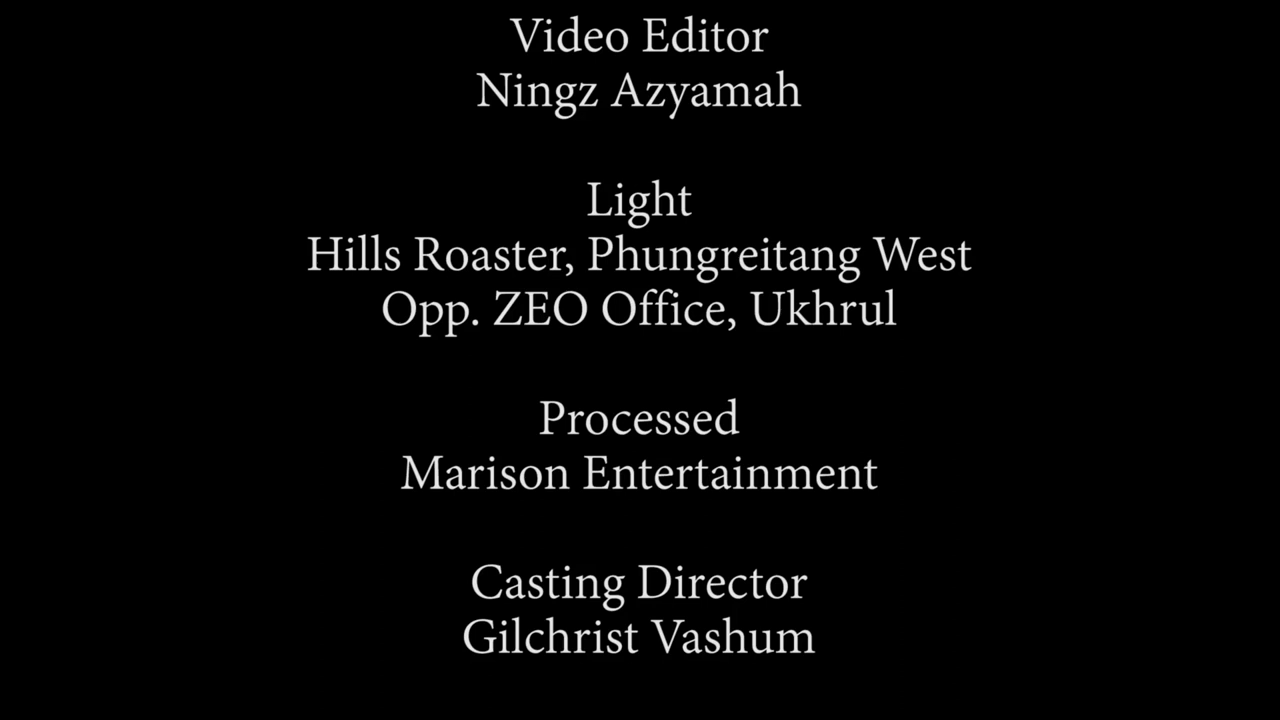 Video Editor
Ningz Azyamah
Light
Hills Roaster, Phungreitang West
Opp. ZEO Office, Ukhrul
Processed
Marison Entertainment
Casting Director
Gilchrist Vashum